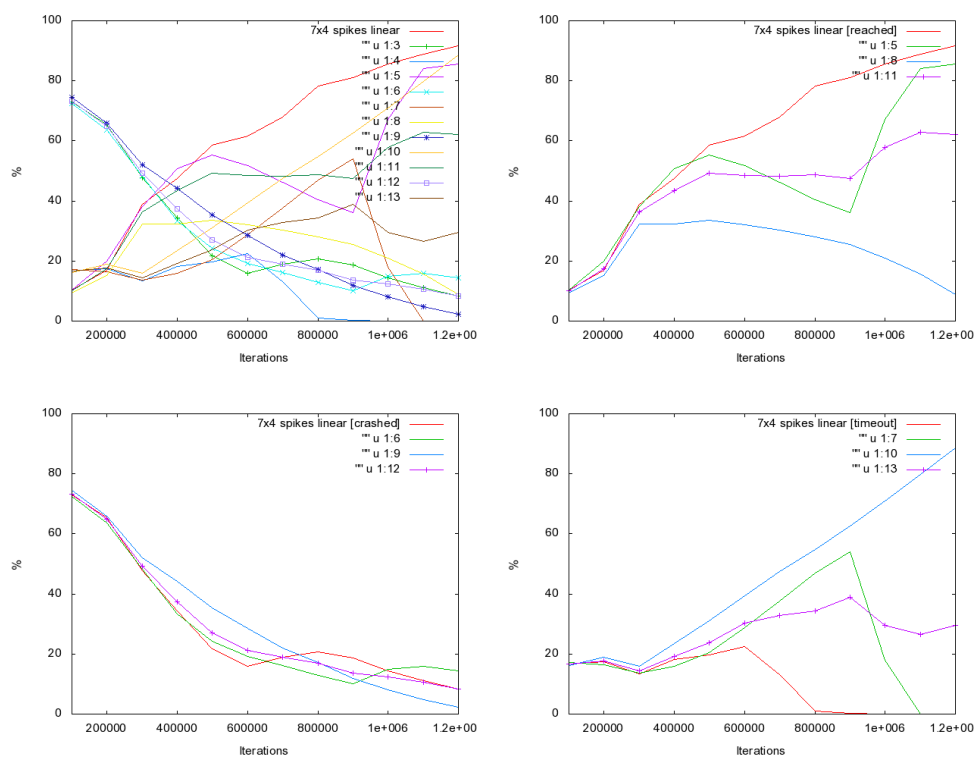 100
80
60
40
20
0
%
7x4 spikes linear
"" u 1:3
"" u 1:4
"" u 1:5
"" u 1:6
"" u 1:7
"" u 1:8
"" u 1:9
"" u 1:10
"" u 1:11
"" u 1:12
"" u 1:13
200000 400000 600000 800000 1e+006 1.2e+00
Iterations
100
80
60
40
20
0
%
7x4 spikes linear [reached]
"" u 1:5
"" u 1:8
"" u 1:11
200000 400000 600000 800000 1e+006 1.2e+00
Iterations
100
80
60
40
20
0
%
7x4 spikes linear [crashed]
"" u 1:6
"" u 1:9
"" u 1:12
200000 400000 600000 800000 1e+006 1.2e+00
Iterations
100
80
60
40
20
0
%
7x4 spikes linear [timeout]
"" u 1:7
"" u 1:10
"" u 1:13
200000 400000 600000 800000 1e+006 1.2e+00
Iterations